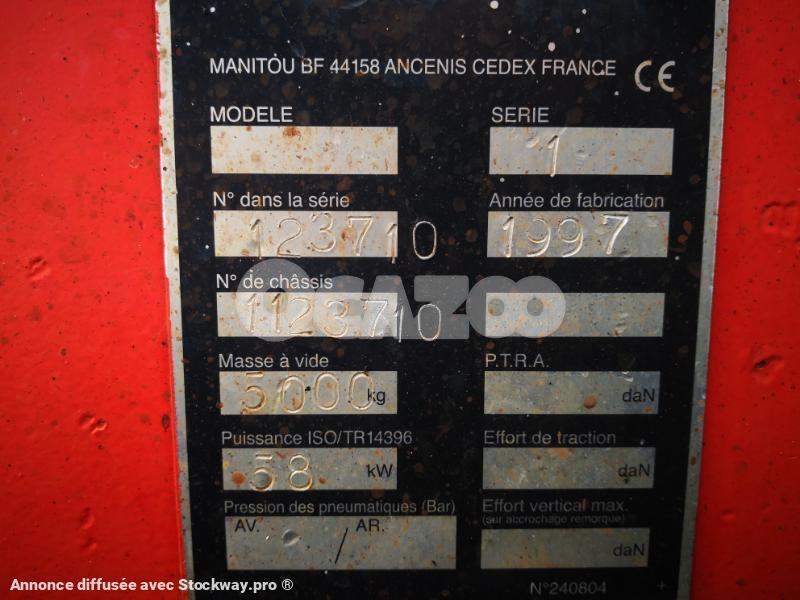 MANITOU BF 44158 ANCENIS CEDEX FRANCE CE
MODELE SERIE
1
N° dans la série Année de fabrication
123710 1997
N° de châssis
1123710
CAZOO
Masse à vide P.T.R.A.
5000 kg daN
Puissance ISO/TR14396 Effort de traction
58 kW daN
Pression des pneumatiques (Bar) Effort vertical max.
(sur accrochage remorque)
AV. / AR. daN
N°240804
Annonce diffusée avec Stockway.pro ®